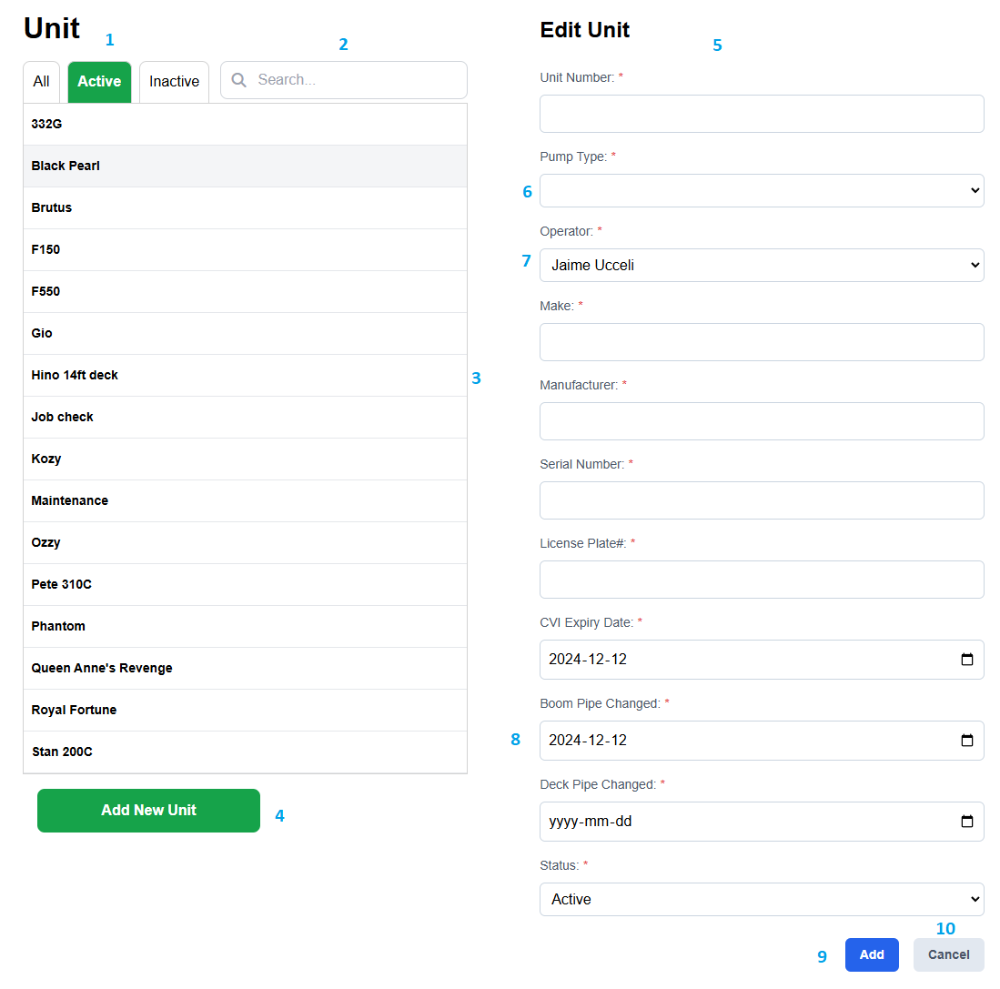 Unit
1
2
All
Active
Inactive
Search...
332G
Black Pearl
Brutus
F150
F550
Gio
Hino 14ft deck
3
Job check
Kozy
Maintenance
Ozzy
Pete 310C
Phantom
Queen Anne's Revenge
Royal Fortune
Stan 200C
Add New Unit
4
Edit Unit
5
Unit Number: *
Pump Type: *
6
Operator: *
7
Jaime Ucceli
Make: *
Manufacturer: *
Serial Number: *
License Plate#: *
CVI Expiry Date: *
2024-12-12
Boom Pipe Changed: *
8
2024-12-12
Deck Pipe Changed: *
yyyy-mm-dd
Status: *
Active
10
9
Add
Cancel